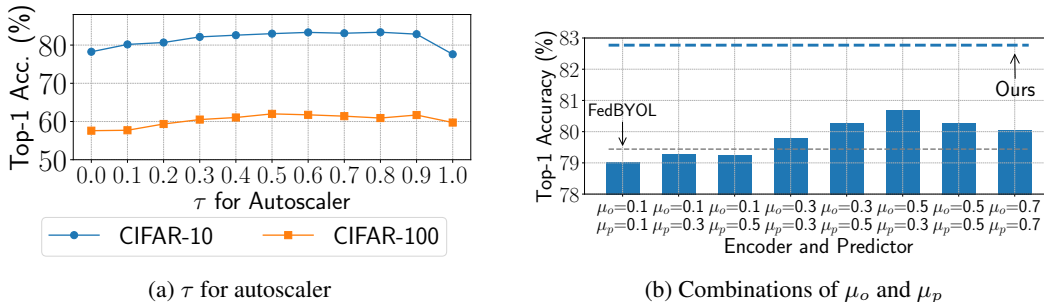 Top-1 Acc. (%)
80
70
60
50
0.0 0.1 0.2 0.3 0.4 0.5 0.6 0.7 0.8 0.9 1.0
τ for Autoscaler
CIFAR-10 CIFAR-100
(a) τ for autoscaler
Top-1 Accuracy (%)
83
82
81
80
79
78
FedBYOL
Ours
μₒ=0.1 μₒ=0.1 μₒ=0.1 μₒ=0.3 μₒ=0.3 μₒ=0.5 μₒ=0.5 μₒ=0.7
μₚ=0.1 μₚ=0.3 μₚ=0.5 μₚ=0.3 μₚ=0.5 μₚ=0.3 μₚ=0.5 μₚ=0.7
Encoder and Predictor
(b) Combinations of μₒ and μₚ